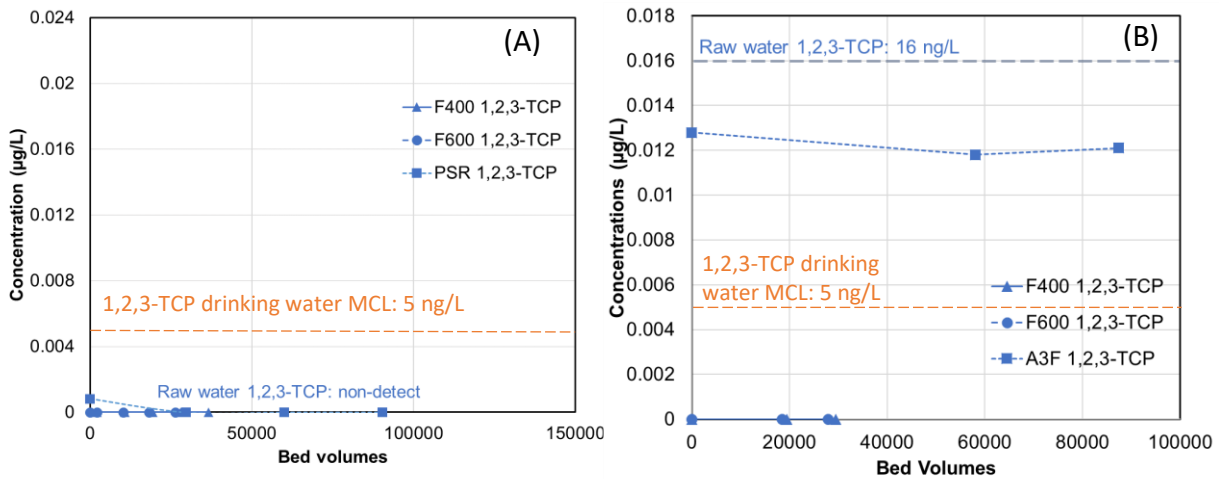 (A)
Concentration (µg/L)
0.024
0.02
0.016
0.012
0.008
0.004
0
F400 1,2,3-TCP
F600 1,2,3-TCP
PSR 1,2,3-TCP
1,2,3-TCP drinking water MCL: 5 ng/L
Raw water 1,2,3-TCP: non-detect
0 50000 100000 150000
Bed volumes
(B)
Concentrations (µg/L)
0.018
0.016
0.014
0.012
0.01
0.008
0.006
0.004
0.002
0
Raw water 1,2,3-TCP: 16 ng/L
1,2,3-TCP drinking
water MCL: 5 ng/L
F400 1,2,3-TCP
F600 1,2,3-TCP
A3F 1,2,3-TCP
0 20000 40000 60000 80000 100000
Bed Volumes